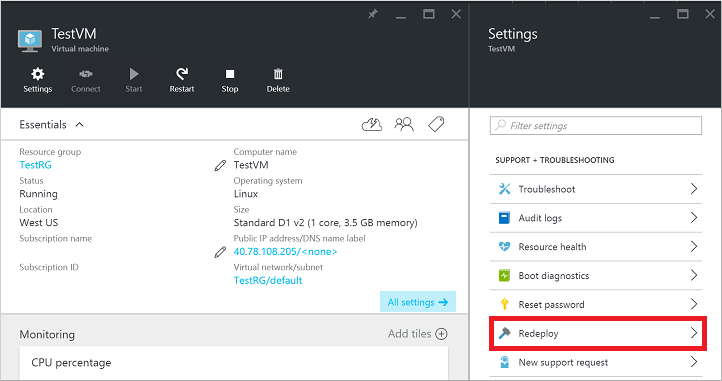 TestVM
Virtual machine
Settings
Connect
Start
Restart
Stop
Delete
Essentials
Resource group
TestRG
Status
Running
Location
West US
Subscription name
Subscription ID
Computer name
TestVM
Operating system
Linux
Size
Standard D1 v2 (1 core, 3.5 GB memory)
Public IP address/DNS name label
40.78.108.205/<none>
Virtual network/subnet
TestRG/default
All settings →
Monitoring
Add tiles
CPU percentage
Settings
TestVM
Filter settings
SUPPORT + TROUBLESHOOTING
Troubleshoot
Audit logs
Resource health
Boot diagnostics
Reset password
Redeploy
New support request